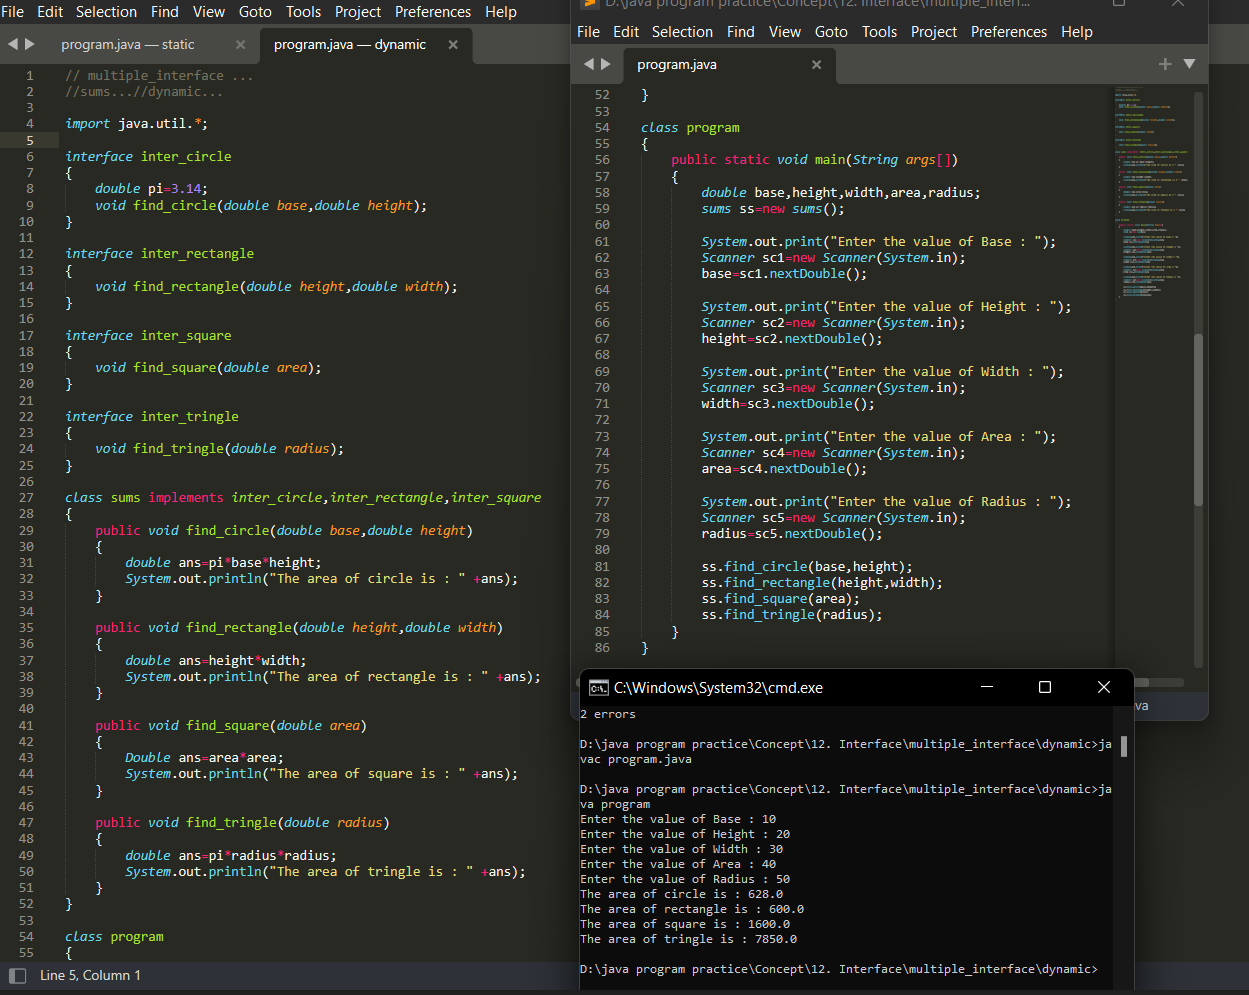 File Edit Selection Find View Goto Tools Project Preferences Help
program.java — static
program.java — dynamic
1 // multiple_interface ...
2 //sums...//dynamic...
3
4 import java.util.*;
5
6 interface inter_circle
7 {
8 double pi=3.14;
9 void find_circle(double base,double height);
10 }
11
12 interface inter_rectangle
13 {
14 void find_rectangle(double height,double width);
15 }
16
17 interface inter_square
18 {
19 void find_square(double area);
20 }
21
22 interface inter_tringle
23 {
24 void find_tringle(double radius);
25 }
26
27 class sums implements inter_circle,inter_rectangle,inter_square
28 {
29 public void find_circle(double base,double height)
30 {
31 double ans=pi*base*height;
32 System.out.println("The area of circle is : " +ans);
33 }
34
35 public void find_rectangle(double height,double width)
36 {
37 double ans=height*width;
38 System.out.println("The area of rectangle is : " +ans);
39 }
40
41 public void find_square(double area)
42 {
43 Double ans=area*area;
44 System.out.println("The area of square is : " +ans);
45 }
46
47 public void find_tringle(double radius)
48 {
49 double ans=pi*radius*radius;
50 System.out.println("The area of tringle is : " +ans);
51 }
52 }
53
54 class program
55 {
Line 5, Column 1
D:\java program practice\Concept\12. Interface\multiple_interf...
File Edit Selection Find View Goto Tools Project Preferences Help
program.java
52 }
53
54 class program
55 {
56 public static void main(String args[])
57 {
58 double base,height,width,area,radius;
59 sums ss=new sums();
60
61 System.out.print("Enter the value of Base : ");
62 Scanner sc1=new Scanner(System.in);
63 base=sc1.nextDouble();
64
65 System.out.print("Enter the value of Height : ");
66 Scanner sc2=new Scanner(System.in);
67 height=sc2.nextDouble();
68
69 System.out.print("Enter the value of Width : ");
70 Scanner sc3=new Scanner(System.in);
71 width=sc3.nextDouble();
72
73 System.out.print("Enter the value of Area : ");
74 Scanner sc4=new Scanner(System.in);
75 area=sc4.nextDouble();
76
77 System.out.print("Enter the value of Radius : ");
78 Scanner sc5=new Scanner(System.in);
79 radius=sc5.nextDouble();
80
81 ss.find_circle(base,height);
82 ss.find_rectangle(height,width);
83 ss.find_square(area);
84 ss.find_tringle(radius);
85 }
86 }
va
C:\Windows\System32\cmd.exe
2 errors
D:\java program practice\Concept\12. Interface\multiple_interface\dynamic>ja
vac program.java
D:\java program practice\Concept\12. Interface\multiple_interface\dynamic>ja
va program
Enter the value of Base : 10
Enter the value of Height : 20
Enter the value of Width : 30
Enter the value of Area : 40
Enter the value of Radius : 50
The area of circle is : 628.0
The area of rectangle is : 600.0
The area of square is : 1600.0
The area of tringle is : 7850.0
D:\java program practice\Concept\12. Interface\multiple_interface\dynamic>